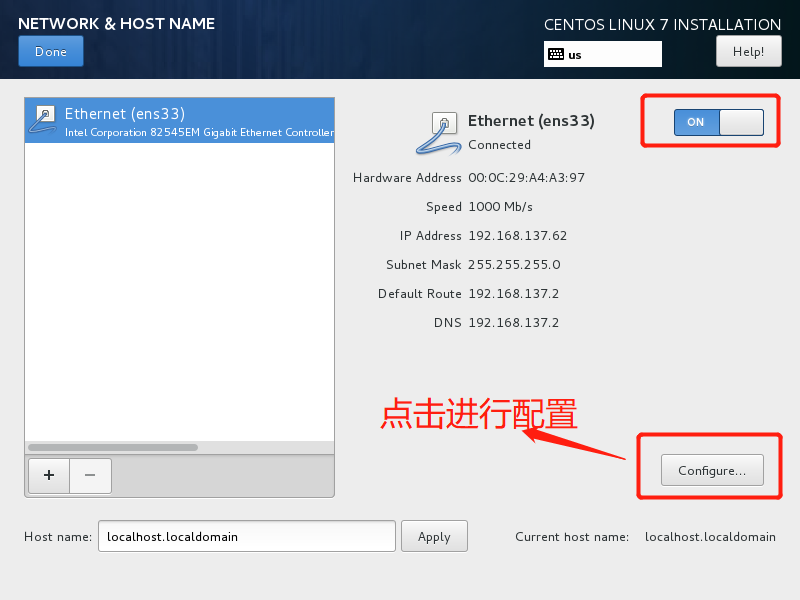 NETWORK & HOST NAME
CENTOS LINUX 7 INSTALLATION
Done
us
Help!
Ethernet (ens33)
Intel Corporation 82545EM Gigabit Ethernet Controller
Ethernet (ens33)
Connected
ON
Hardware Address 00:0C:29:A4:A3:97
Speed 1000 Mb/s
IP Address 192.168.137.62
Subnet Mask 255.255.255.0
Default Route 192.168.137.2
DNS 192.168.137.2
点击进行配置
Configure...
+ −
Host name: localhost.localdomain Apply Current host name: localhost.localdomain